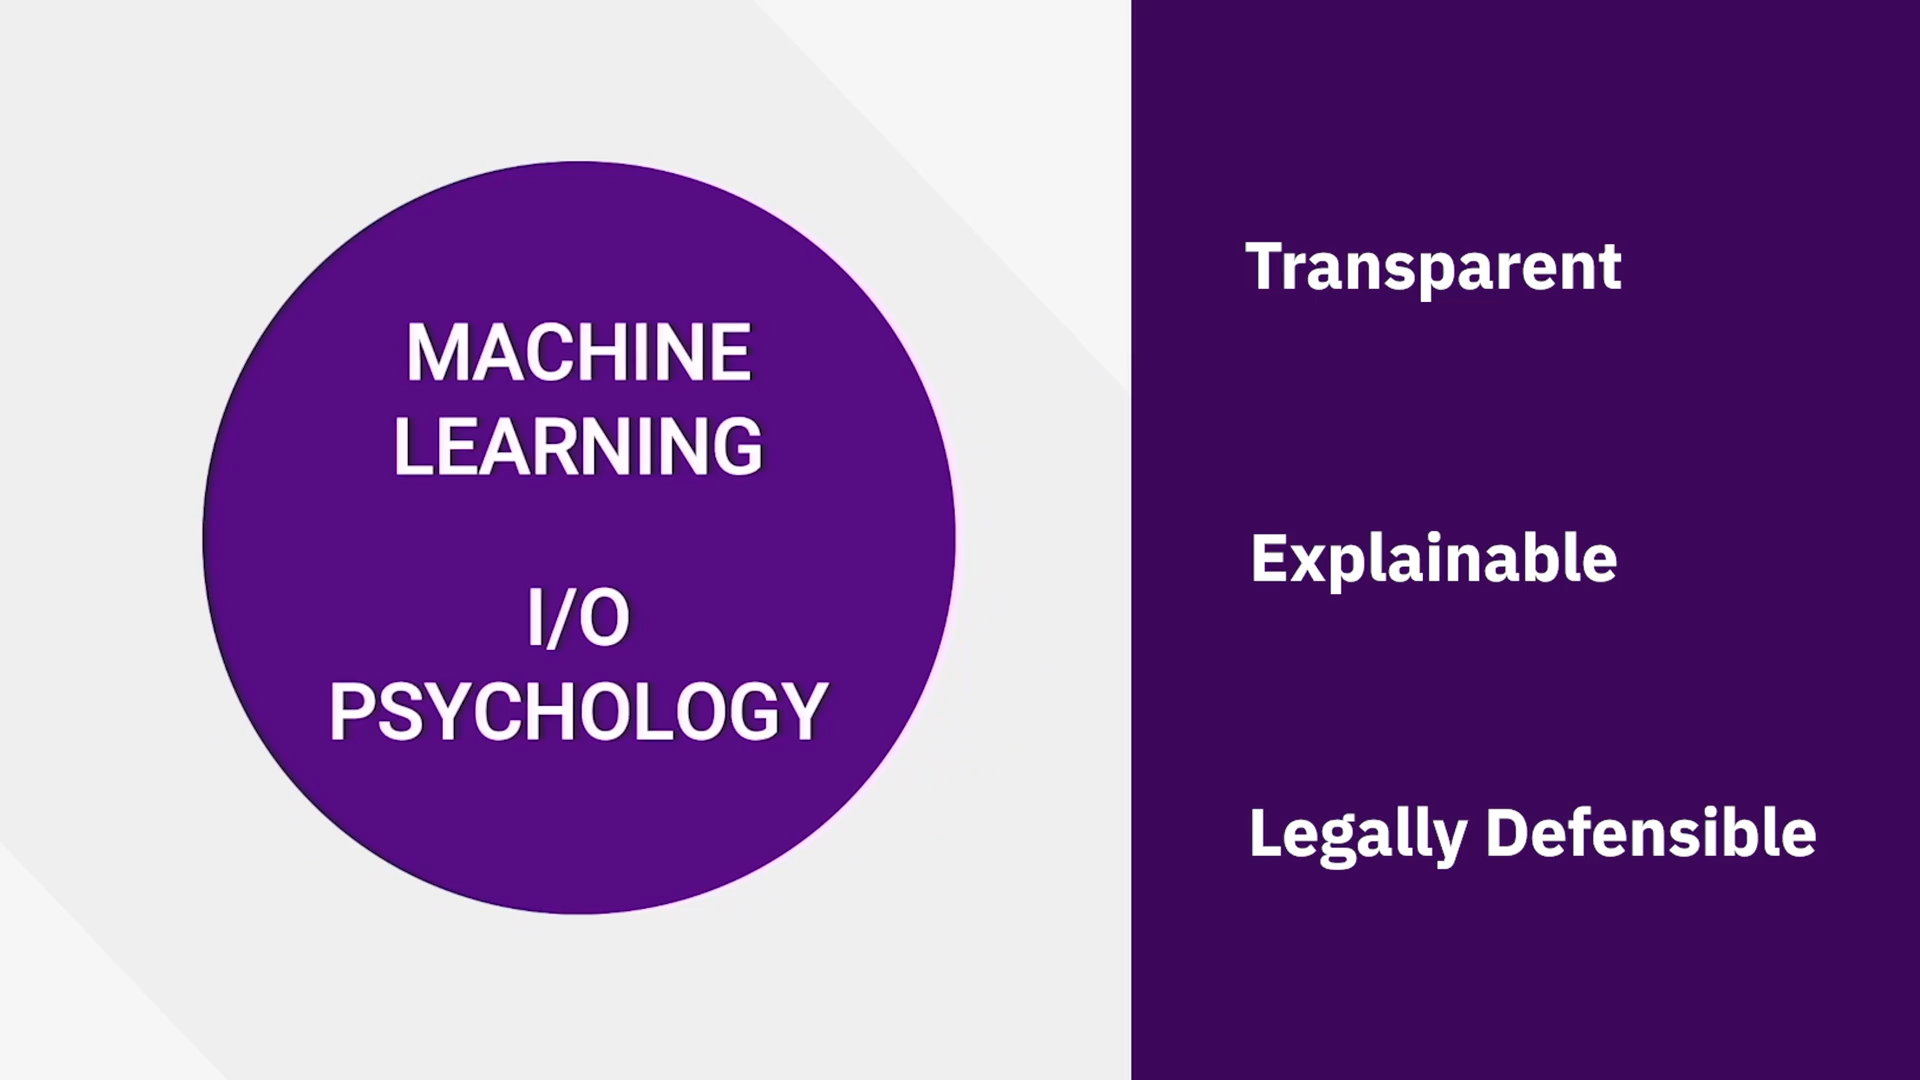 MACHINE
LEARNING
I/O
PSYCHOLOGY
Transparent
Explainable
Legally Defensible